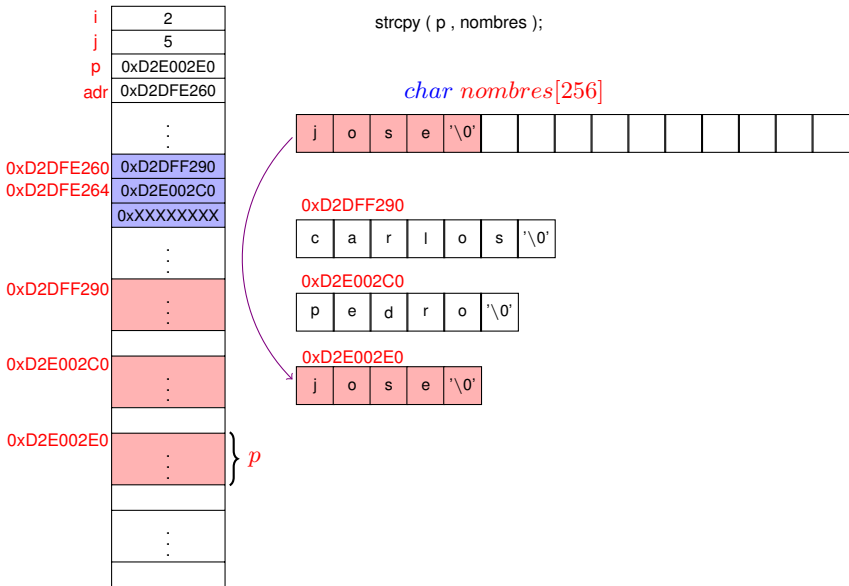 i 2
j 5
p 0xD2E002E0
adr 0xD2DFE260
0xD2DFE260 0xD2DFF290
0xD2DFE264 0xD2E002C0
0xXXXXXXXX
0xD2DFF290
0xD2E002C0
0xD2E002E0
p
strcpy ( p , nombres );
char nombres[256]
j o s e '\0'
0xD2DFF290
c a r l o s '\0'
0xD2E002C0
p e d r o '\0'
0xD2E002E0
j o s e '\0'